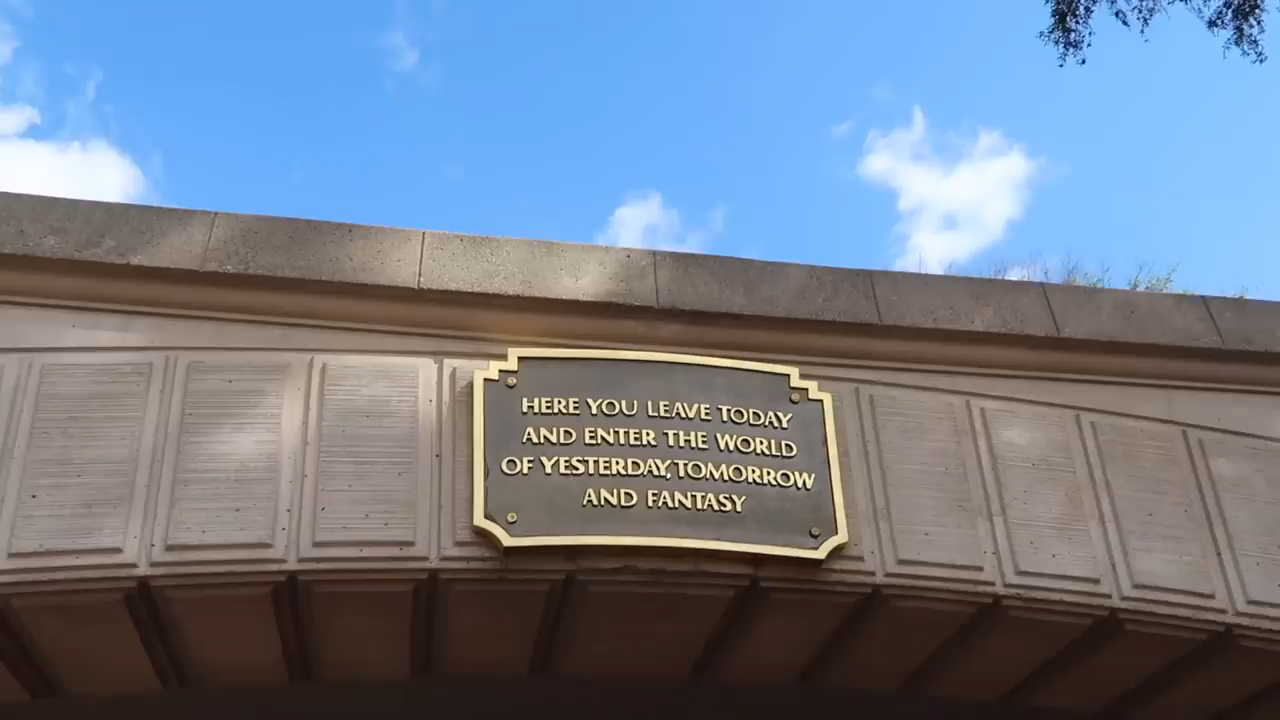 HERE YOU LEAVE TODAY
AND ENTER THE WORLD
OF YESTERDAY, TOMORROW
AND FANTASY